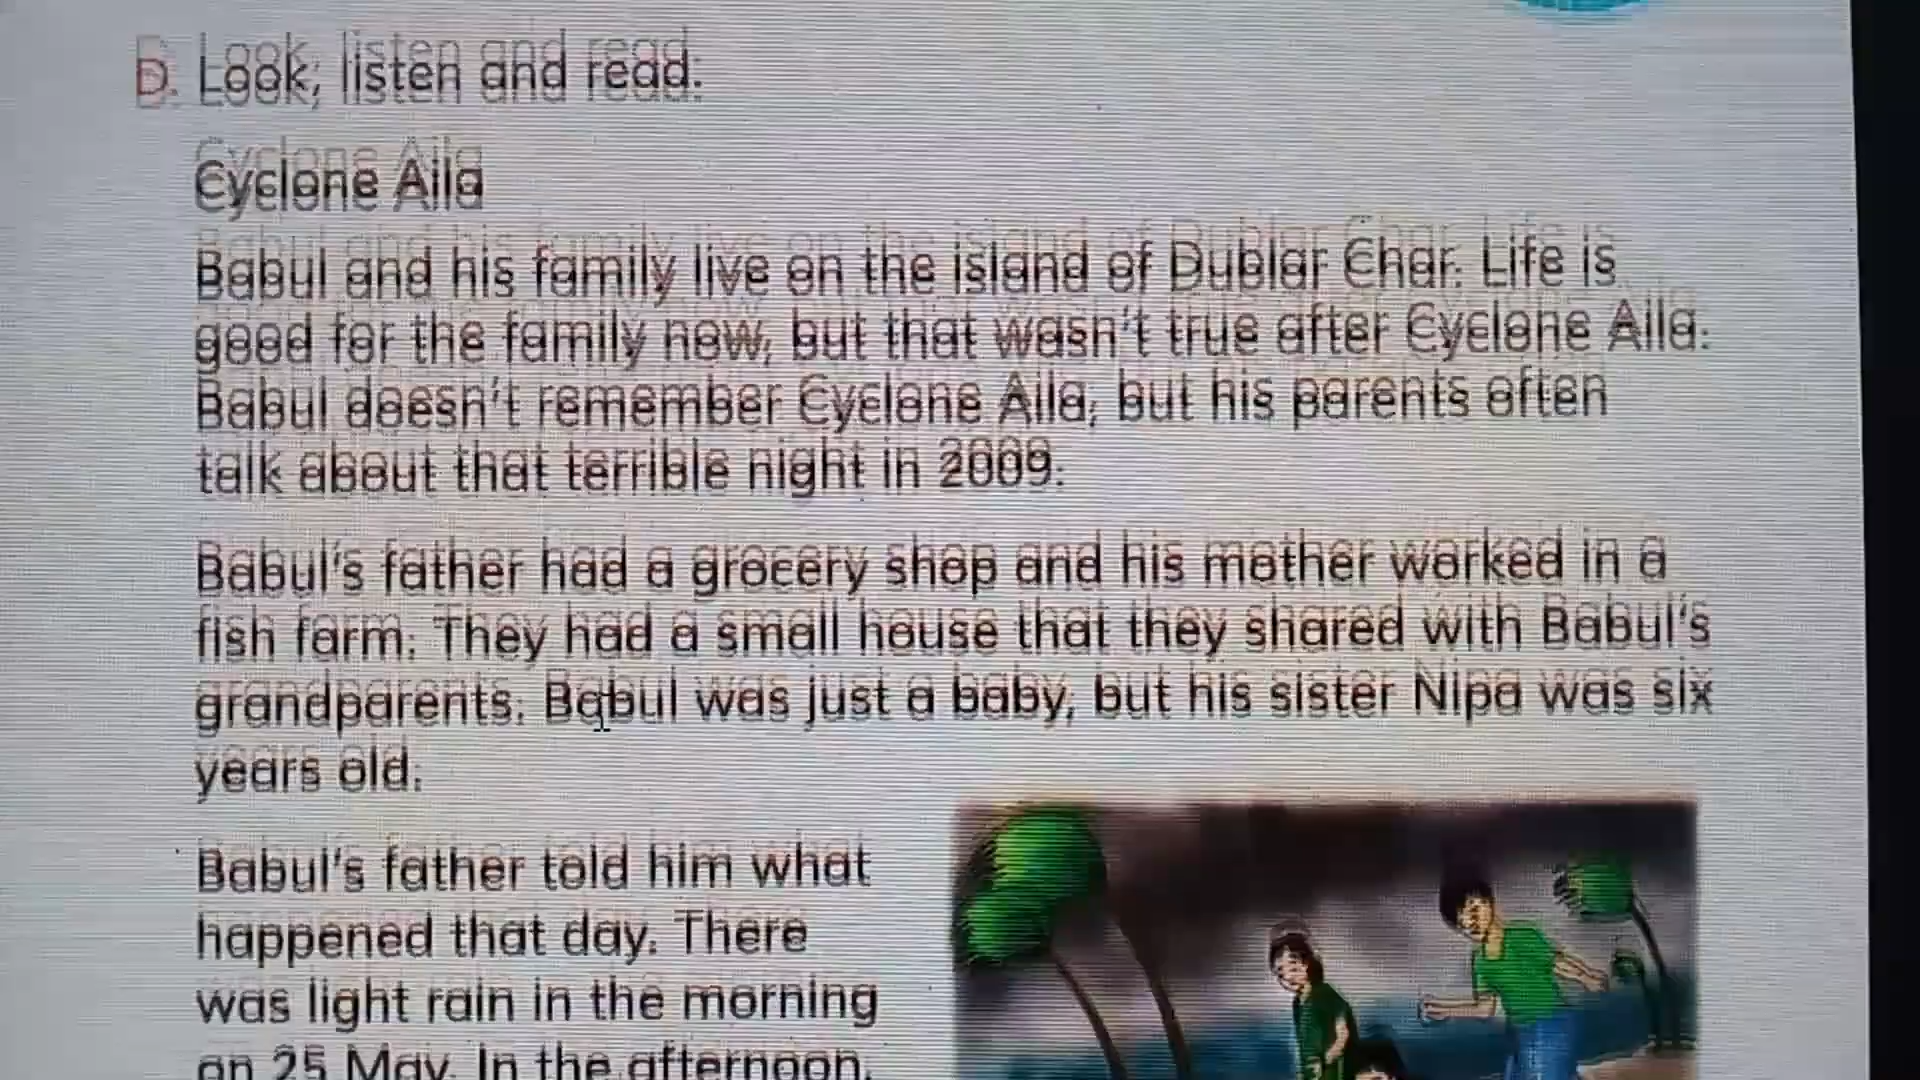 D. Look, listen and read.
Cyclone Aila
Babul and his family live on the island of Dublar Char. Life is
good for the family now, but that wasn't true after Cyclone Aila.
Babul doesn't remember Cyclone Aila, but his parents often
talk about that terrible night in 2009.
Babul's father had a grocery shop and his mother worked in a
fish farm. They had a small house that they shared with Babul's
grandparents. Babul was just a baby, but his sister Nipa was six
years old.
Babul's father told him what
happened that day. There
was light rain in the morning
on 25 May. In the afternoon,